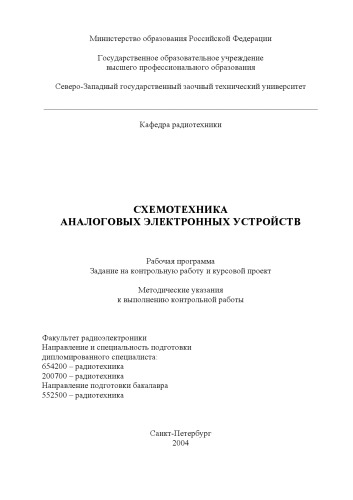 Министерство образования Российской Федерации
Государственное образовательное учреждение
высшего профессионального образования
Северо-Западный государственный заочный технический университет
Кафедра радиотехники
СХЕМОТЕХНИКА
АНАЛОГОВЫХ ЭЛЕКТРОННЫХ УСТРОЙСТВ
Рабочая программа
Задание на контрольную работу и курсовой проект
Методические указания
к выполнению контрольной работы
Факультет радиоэлектроники
Направление и специальность подготовки
дипломированного специалиста:
654200 – радиотехника
200700 – радиотехника
Направление подготовки бакалавра
552500 – радиотехника
Санкт-Петербург
2004